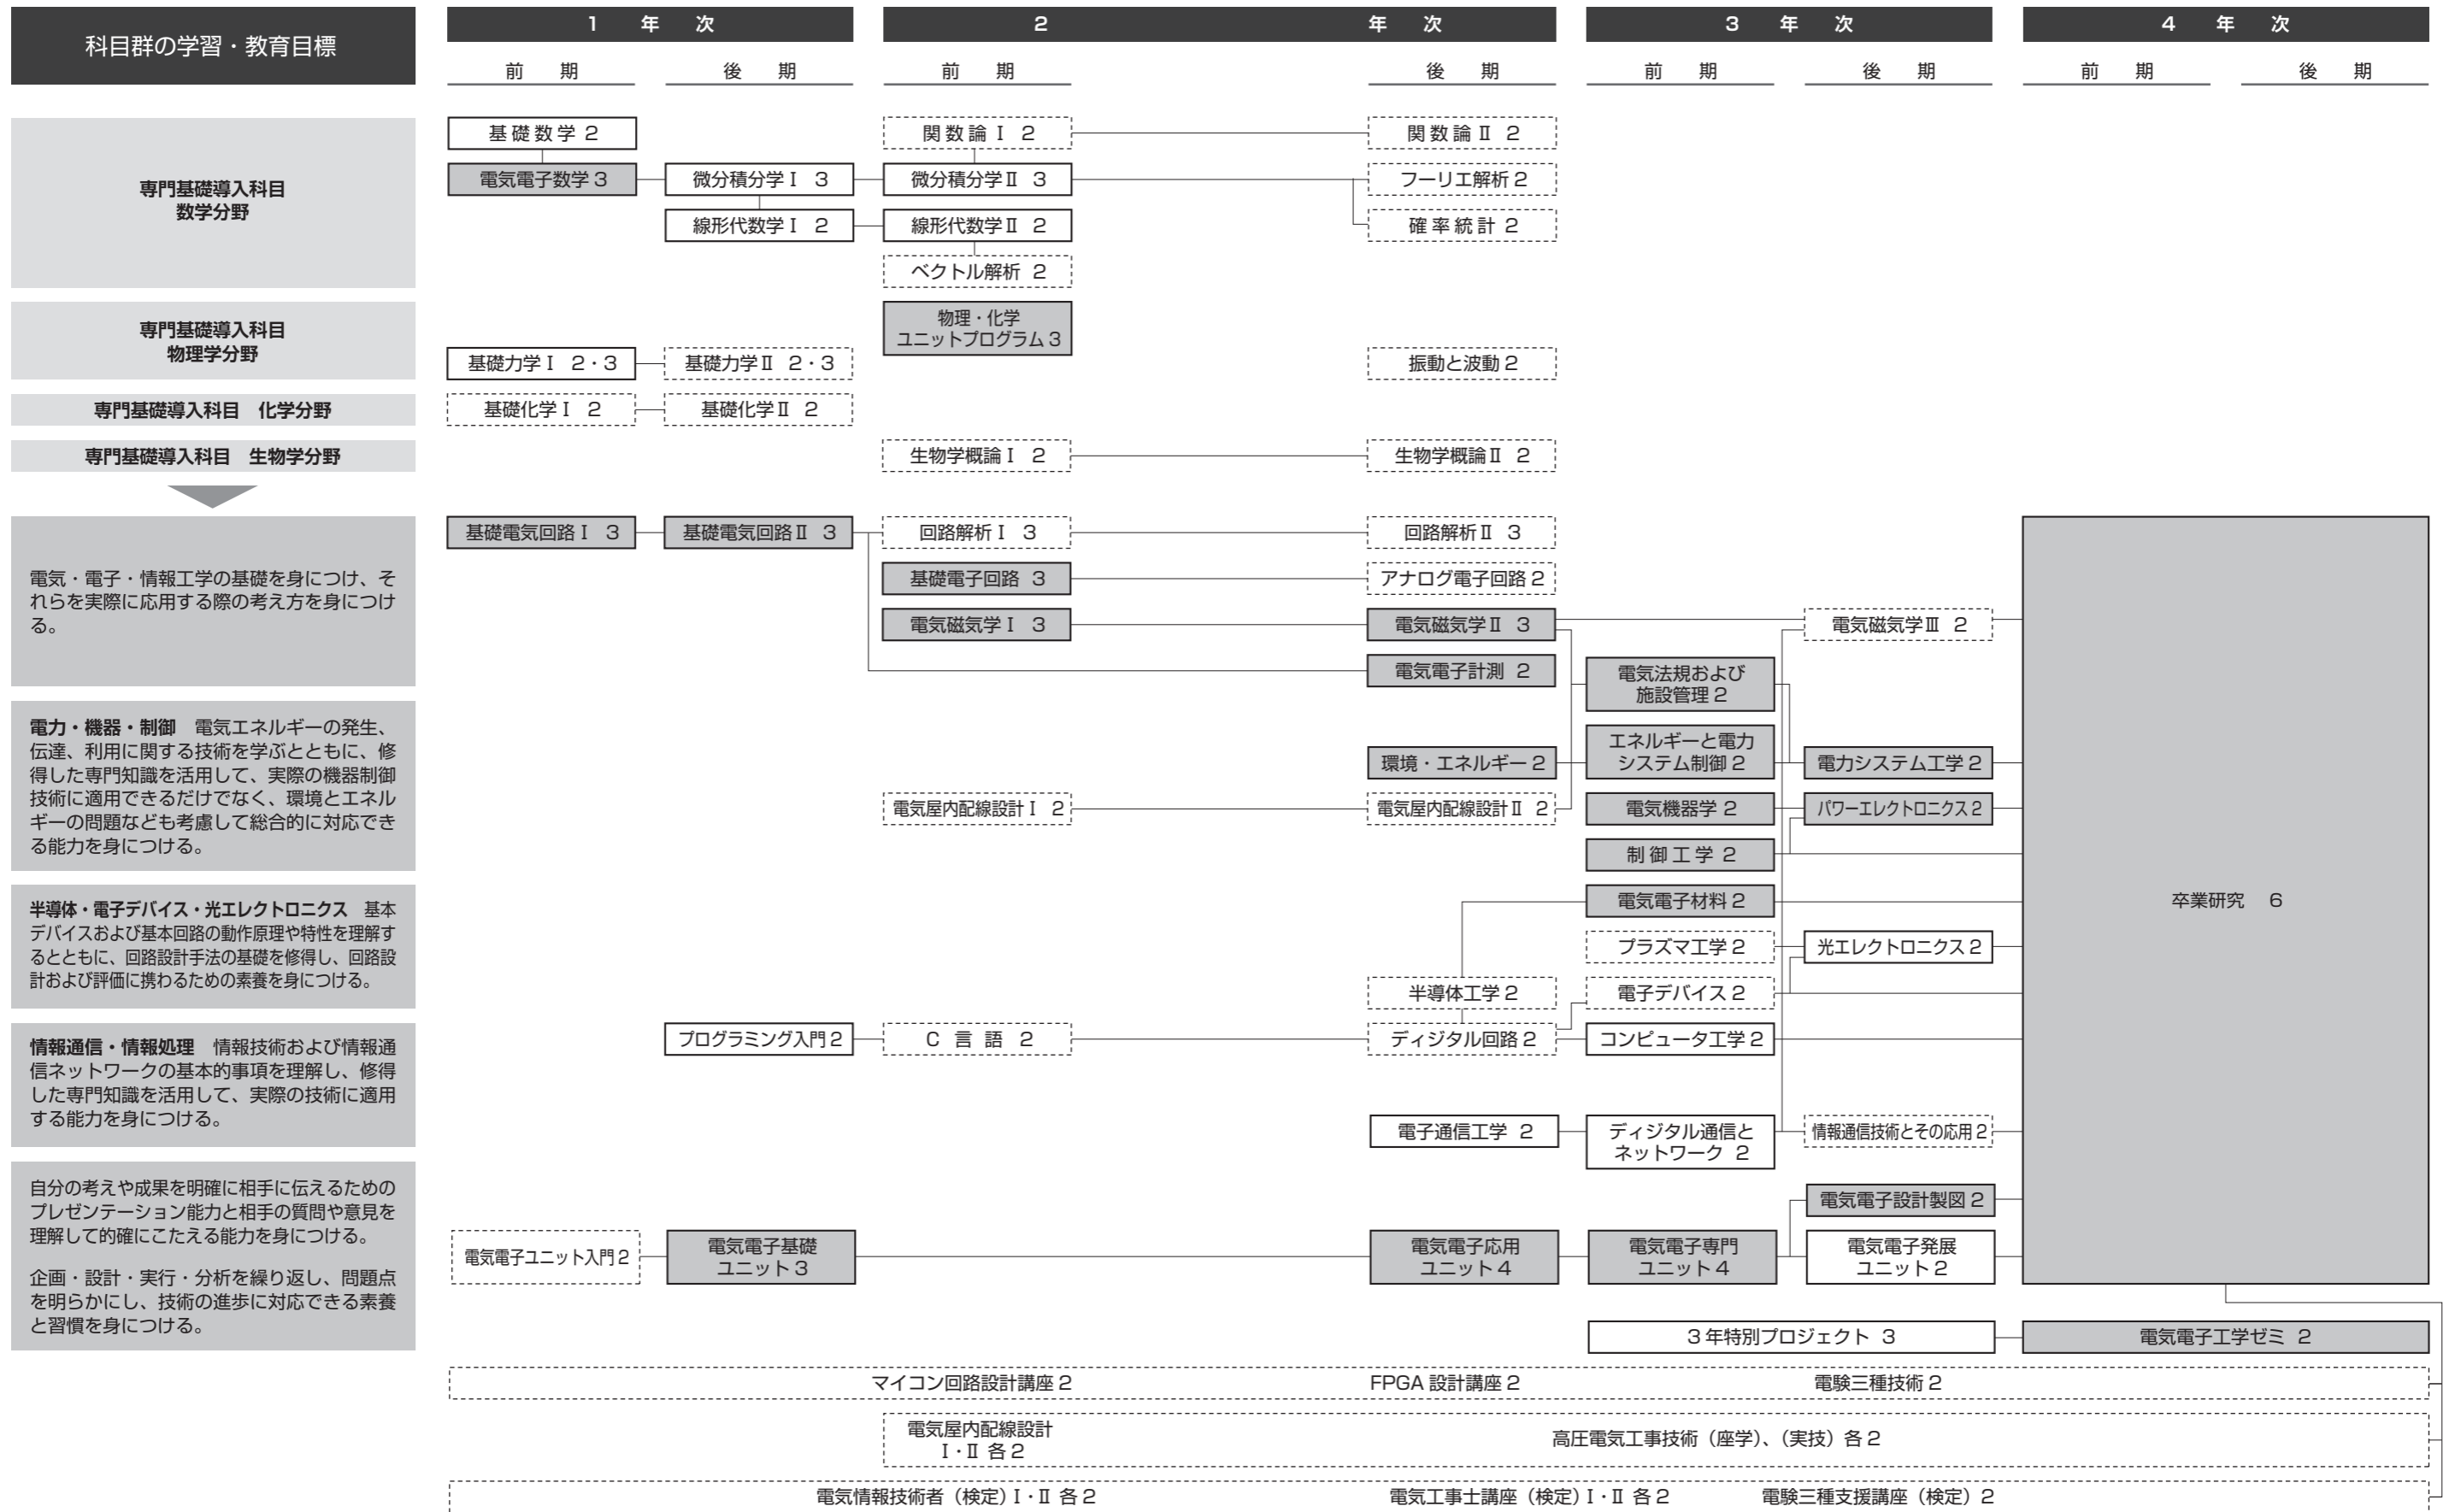 科目群の学習・教育目標
1 年 次
2 年 次
3 年 次
4 年 次
前 期
後 期
前 期
後 期
前 期
後 期
前 期
後 期
専門基礎導入科目
数学分野
基礎数学 2
関数論Ⅰ 2
関数論Ⅱ 2
電気電子数学 3
微分積分学Ⅰ 3
微分積分学Ⅱ 3
フーリエ解析 2
線形代数学Ⅰ 2
線形代数学Ⅱ 2
確率統計 2
ベクトル解析 2
専門基礎導入科目
物理学分野
物理・化学
ユニットプログラム 3
基礎力学Ⅰ 2・3
基礎力学Ⅱ 2・3
振動と波動 2
専門基礎導入科目 化学分野
基礎化学Ⅰ 2
基礎化学Ⅱ 2
専門基礎導入科目 生物学分野
生物学概論Ⅰ 2
生物学概論Ⅱ 2
電気・電子・情報工学の基礎を身につけ、そ
れらを実際に応用する際の考え方を身につけ
る。
基礎電気回路Ⅰ 3
基礎電気回路Ⅱ 3
回路解析Ⅰ 3
回路解析Ⅱ 3
基礎電子回路 3
アナログ電子回路 2
電気磁気学Ⅰ 3
電気磁気学Ⅱ 3
電気磁気学Ⅲ 2
電気電子計測 2
電気法規および
施設管理 2
電力・機器・制御 電気エネルギーの発生、
伝達、利用に関する技術を学ぶとともに、修
得した専門知識を活用して、実際の機器制御
技術に適用できるだけでなく、環境とエネル
ギーの問題なども考慮して総合的に対応でき
る能力を身につける。
環境・エネルギー 2
エネルギーと電力
システム制御 2
電力システム工学 2
電気屋内配線設計Ⅰ 2
電気屋内配線設計Ⅱ 2
電気機器学 2
パワーエレクトロニクス 2
制御工学 2
半導体・電子デバイス・光エレクトロニクス 基本
デバイスおよび基本回路の動作原理や特性を理解す
るとともに、回路設計手法の基礎を修得し、回路設
計および評価に携わるための素養を身につける。
電気電子材料 2
プラズマ工学 2
光エレクトロニクス 2
半導体工学 2
電子デバイス 2
卒業研究 6
情報通信・情報処理 情報技術および情報通
信ネットワークの基本的事項を理解し、修得
した専門知識を活用して、実際の技術に適用
する能力を身につける。
プログラミング入門 2
C 言 語 2
ディジタル回路 2
コンピュータ工学 2
電子通信工学 2
ディジタル通信と
ネットワーク 2
情報通信技術とその応用 2
自分の考えや成果を明確に相手に伝えるための
プレゼンテーション能力と相手の質問や意見を
理解して的確にこたえる能力を身につける。
企画・設計・実行・分析を繰り返し、問題点
を明らかにし、技術の進歩に対応できる素養
と習慣を身につける。
電気電子設計製図 2
電気電子ユニット入門 2
電気電子基礎
ユニット 3
電気電子応用
ユニット 4
電気電子専門
ユニット 4
電気電子発展
ユニット 2
3 年特別プロジェクト 3
電気電子工学ゼミ 2
マイコン回路設計講座 2
FPGA 設計講座 2
電験三種技術 2
電気屋内配線設計
Ⅰ・Ⅱ 各 2
高圧電気工事技術（座学）、（実技）各 2
電気情報技術者（検定）Ⅰ・Ⅱ 各 2
電気工事士講座（検定）Ⅰ・Ⅱ 各 2
電験三種支援講座（検定）2